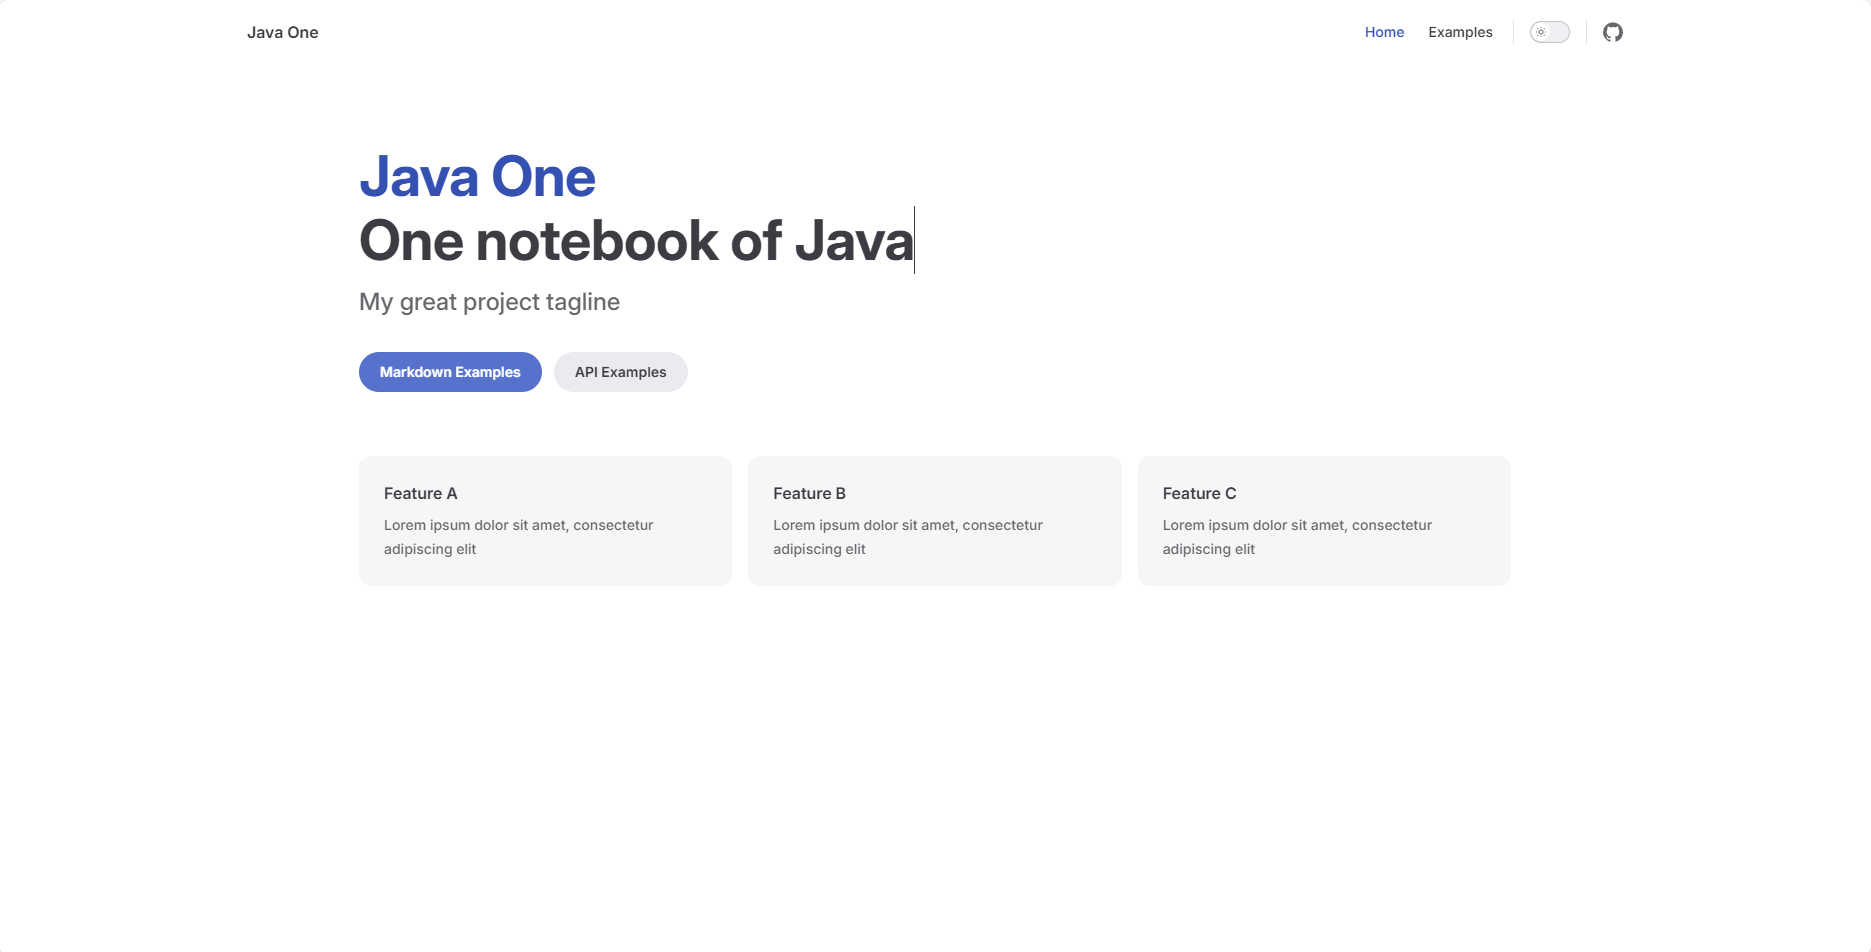 Java One
Home
Examples
Java One
One notebook of Java
My great project tagline
Markdown Examples
API Examples
Feature A
Lorem ipsum dolor sit amet, consectetur
adipiscing elit
Feature B
Lorem ipsum dolor sit amet, consectetur
adipiscing elit
Feature C
Lorem ipsum dolor sit amet, consectetur
adipiscing elit